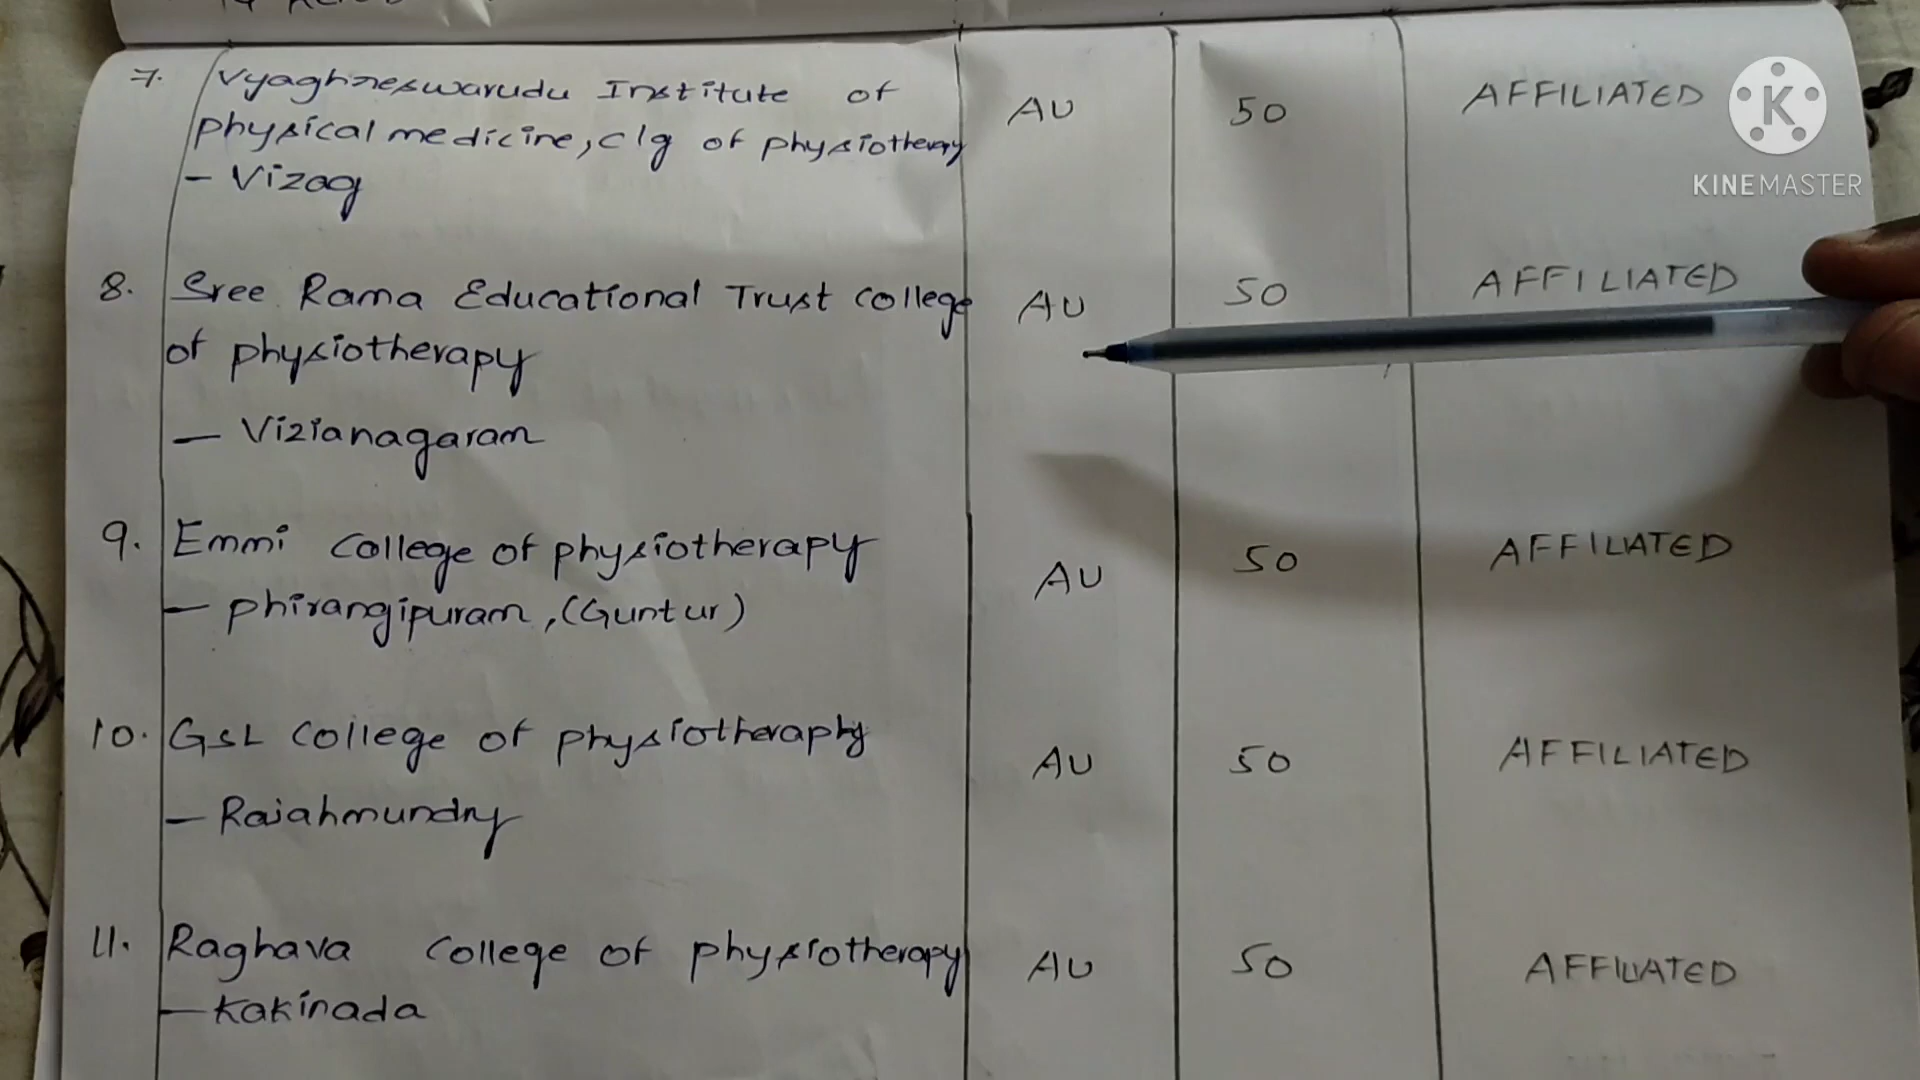 7. Vyaghreswarudu Institute of AU 50 AFFILIATED
physical medicine, clg of physiotherapy
- Vizag
KINEMASTER
8. Sree Rama Educational Trust college AU 50 AFFILIATED
of physiotherapy
- Vizianagaram
9. Emmi college of physiotherapy AU 50 AFFILIATED
- phirangipuram, (Guntur)
10. GSL college of physiotheraphy AU 50 AFFILIATED
- Rajahmundry
11. Raghava college of physiotherapy AU 50 AFFILIATED
- Kakinada